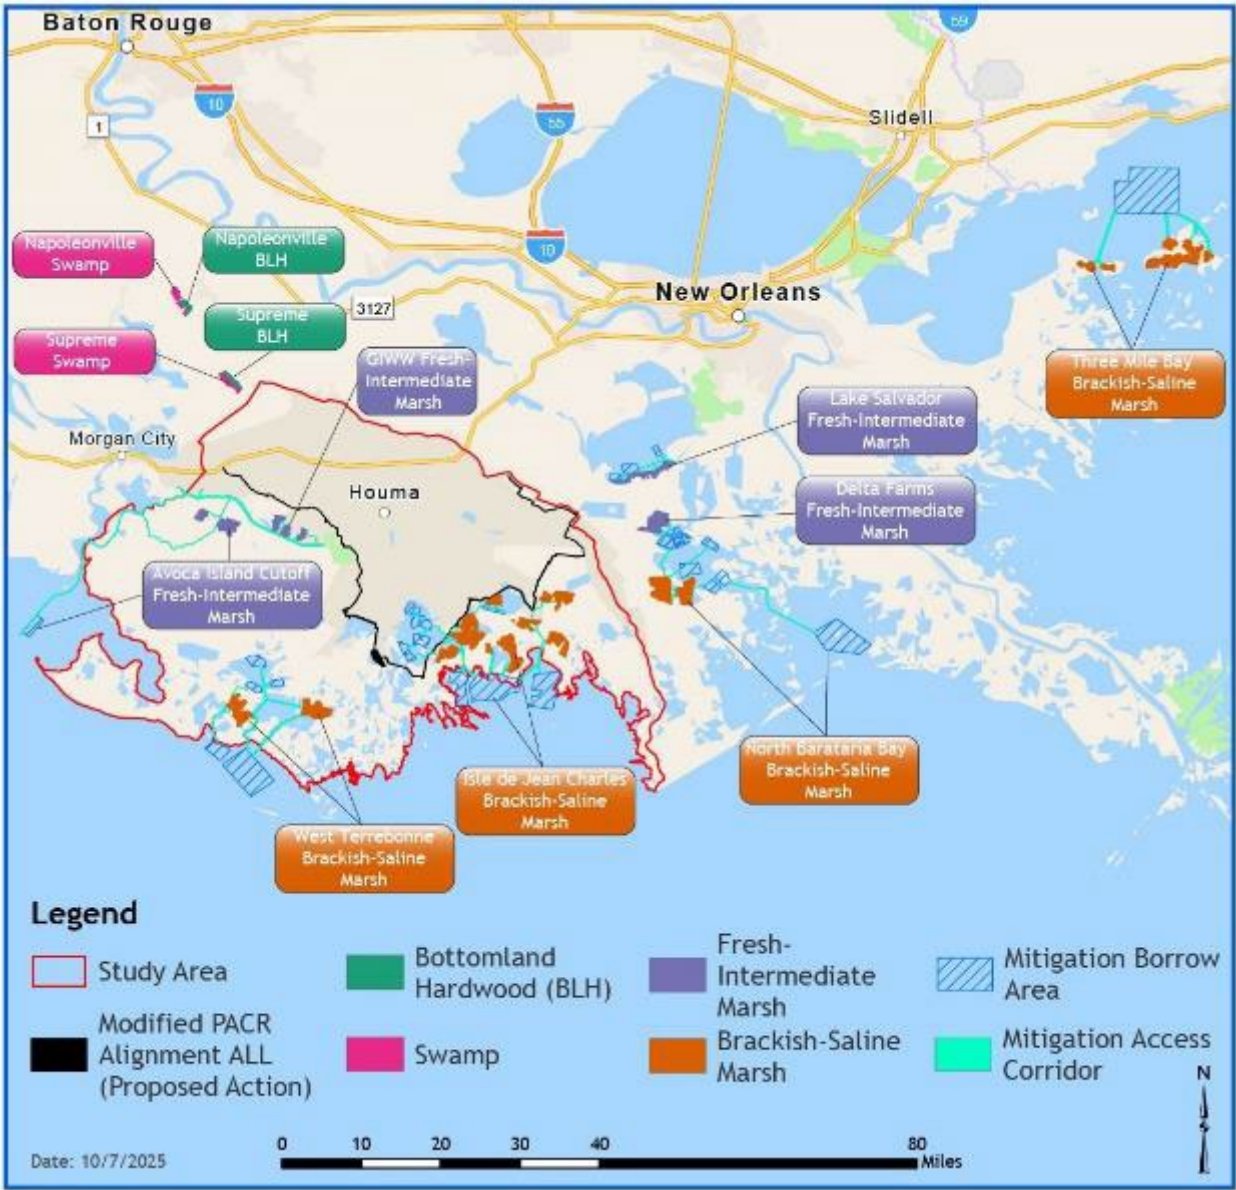 Baton Rouge
59
10
55
1
Slidell
Napoleonville
Swamp
Napoleonville
BLH
10
New Orleans
3127
Supreme
BLH
Supreme
Swamp
GIWW Fresh-
Intermediate
Marsh
Three Mile Bay
Brackish-Saline
Marsh
Lake Salvador
Fresh-Intermediate
Marsh
Morgan City
Houma
Delta Farms
Fresh-Intermediate
Marsh
Avoca Island Cutoff
Fresh-Intermediate
Marsh
North Barataria Bay
Brackish-Saline
Marsh
Isle de Jean Charles
Brackish-Saline
Marsh
West Terrebonne
Brackish-Saline
Marsh
Legend
Study Area
Modified PACR
Alignment ALL
(Proposed Action)
Bottomland
Hardwood (BLH)
Swamp
Fresh-
Intermediate
Marsh
Brackish-Saline
Marsh
Mitigation Borrow
Area
Mitigation Access
Corridor
N
Date: 10/7/2025
0 10 20 30 40 80
Miles